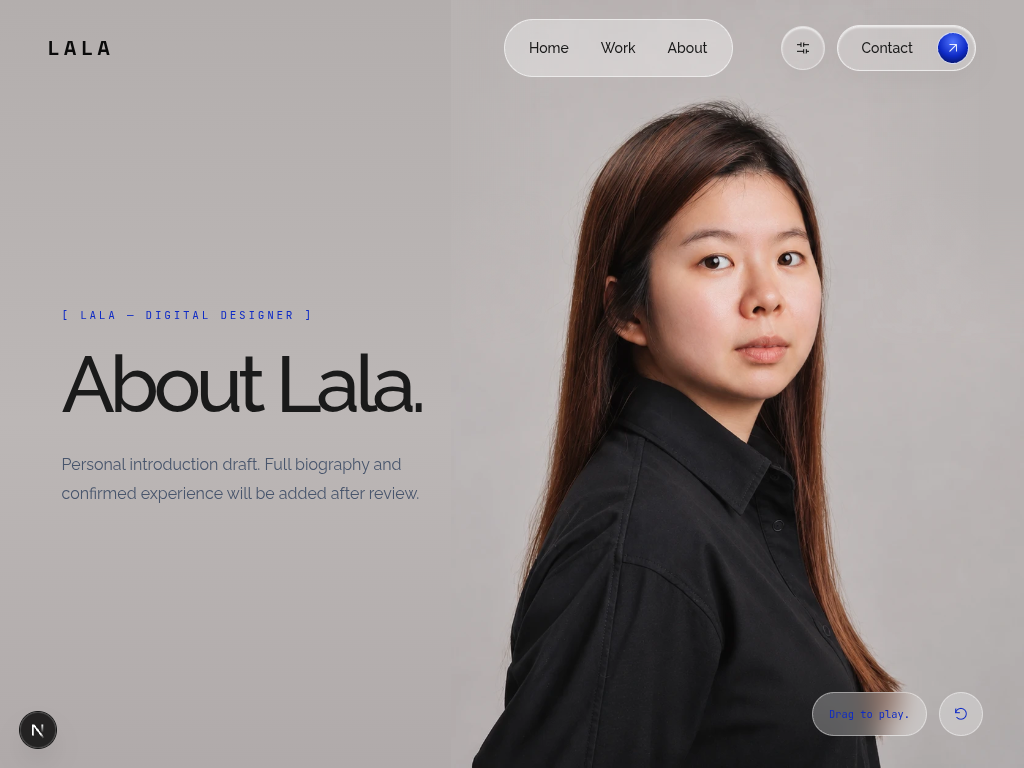 LALA
Home
Work
About
Contact
[ LALA — DIGITAL DESIGNER ]
About Lala.
Personal introduction draft. Full biography and
confirmed experience will be added after review.
N
Drag to play.